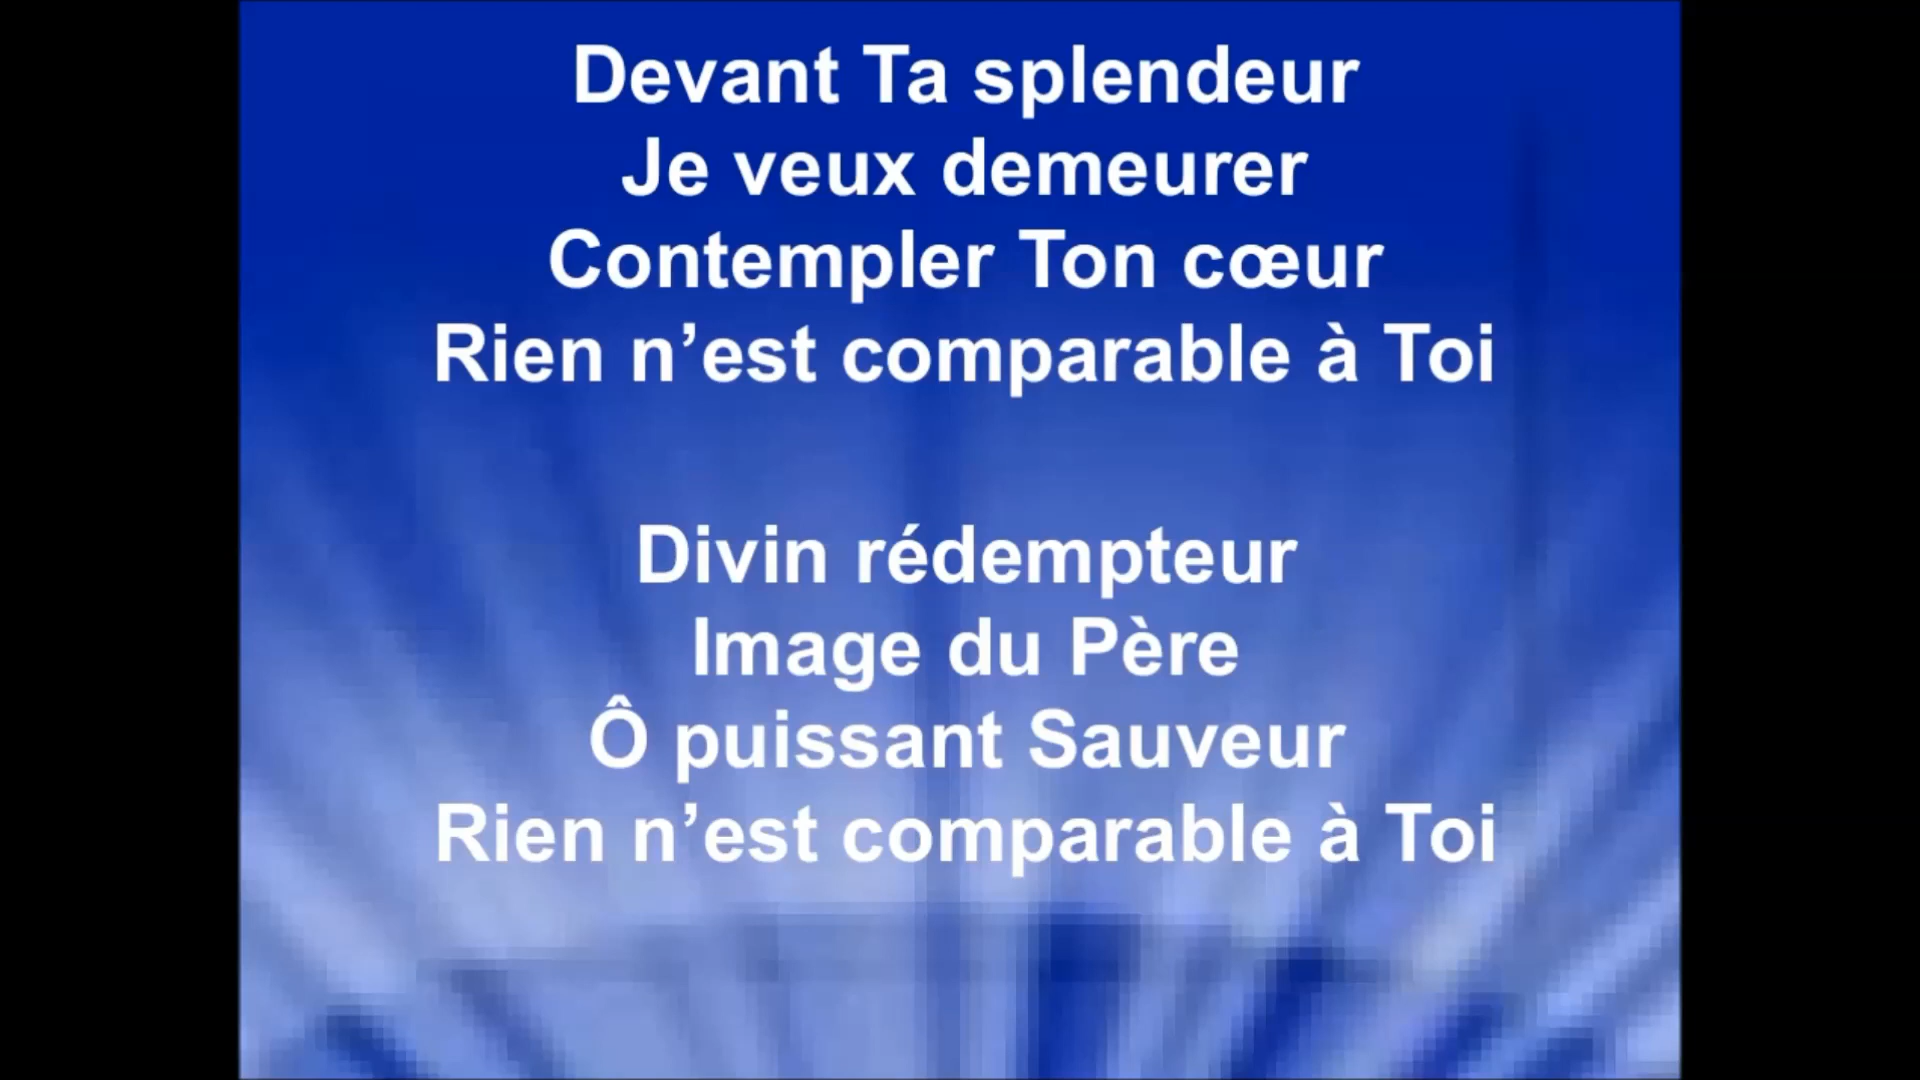 Devant Ta splendeur
Je veux demeurer
Contempler Ton cœur
Rien n’est comparable à Toi
Divin rédempteur
Image du Père
Ô puissant Sauveur
Rien n’est comparable à Toi